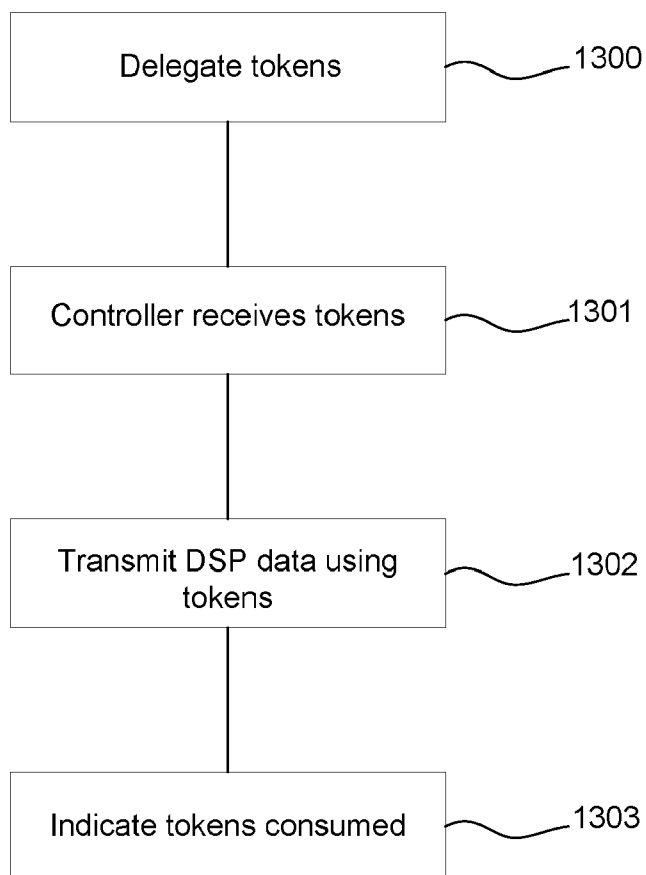 Delegate tokens
1300
Controller receives tokens
1301
Transmit DSP data using
tokens
1302
Indicate tokens consumed
1303